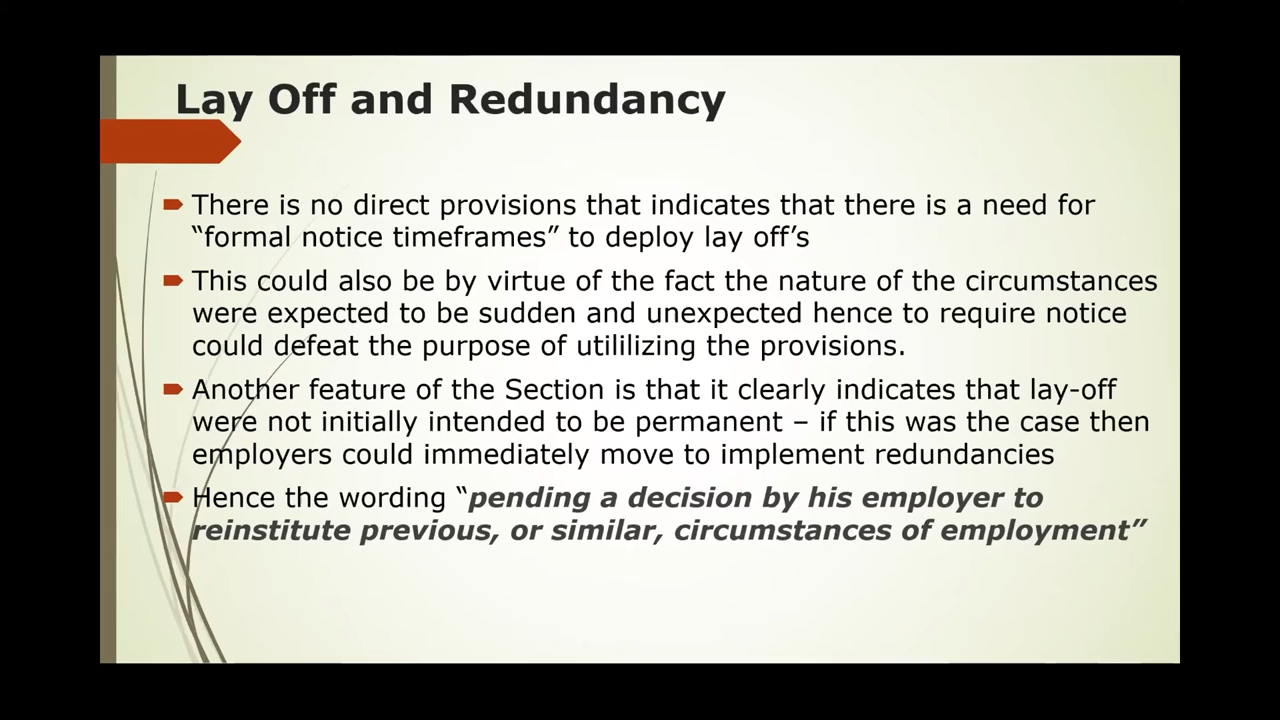 Lay Off and Redundancy
There is no direct provisions that indicates that there is a need for
“formal notice timeframes” to deploy lay off’s
This could also be by virtue of the fact the nature of the circumstances
were expected to be sudden and unexpected hence to require notice
could defeat the purpose of utililizing the provisions.
Another feature of the Section is that it clearly indicates that lay-off
were not initially intended to be permanent – if this was the case then
employers could immediately move to implement redundancies
Hence the wording “pending a decision by his employer to
reinstitute previous, or similar, circumstances of employment”